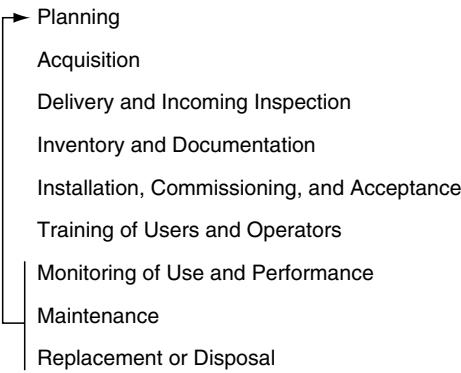 Planning
Acquisition
Delivery and Incoming Inspection
Inventory and Documentation
Installation, Commissioning, and Acceptance
Training of Users and Operators
Monitoring of Use and Performance
Maintenance
Replacement or Disposal